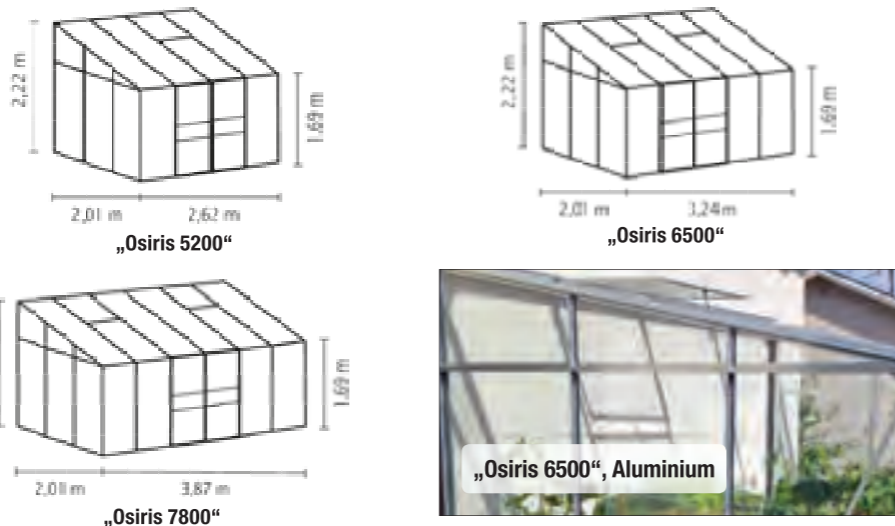 2,22 m
1.69 m
2,01 m
2,62 m
„Osiris 5200“
2,22 m
1.69 m
2,01 m
3,24m
„Osiris 6500“
1.69 m
2,01 m
3,87 m
„Osiris 7800“
„Osiris 6500“, Aluminium